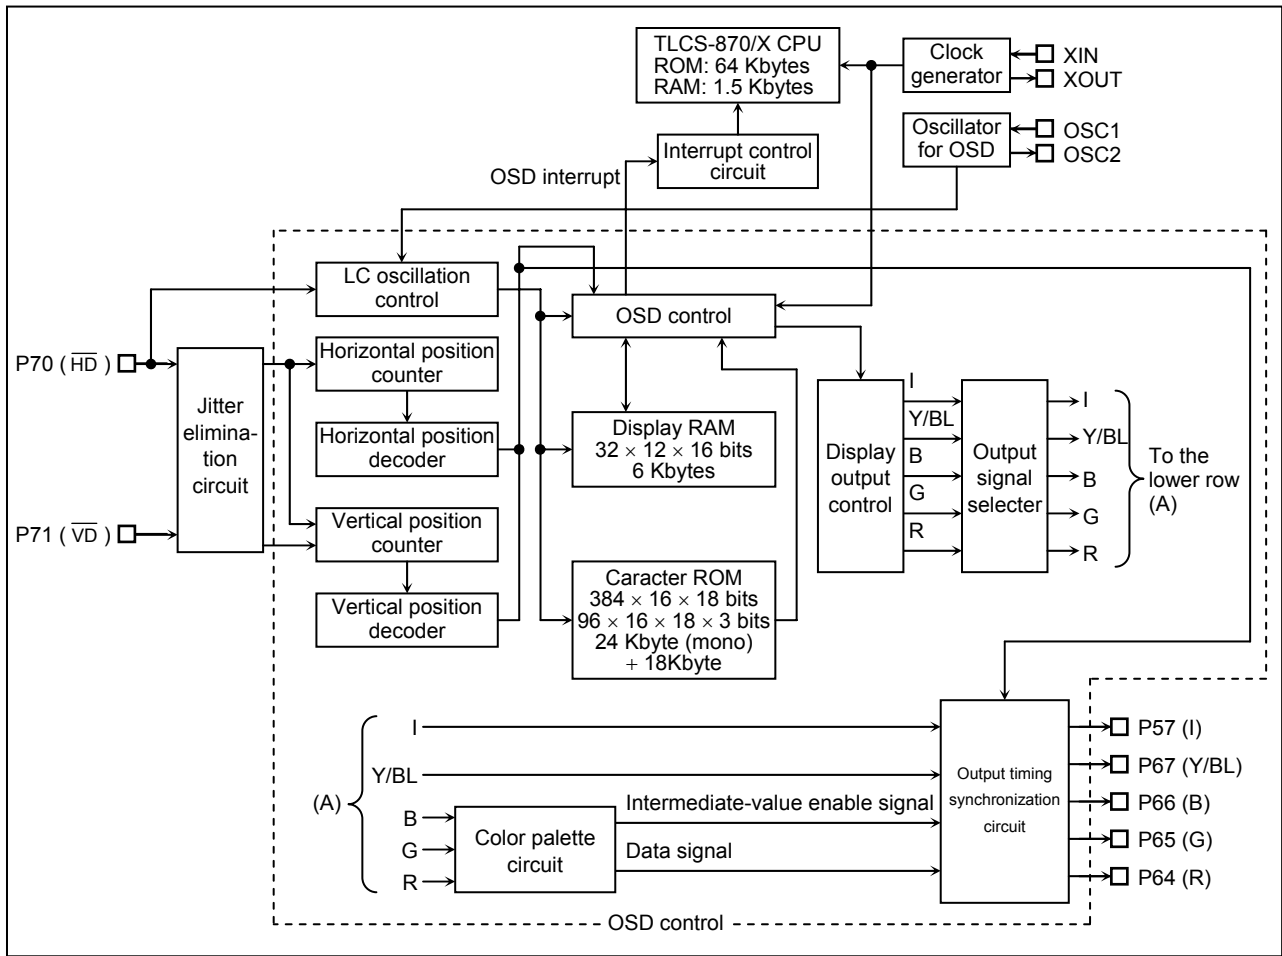 TLCS-870/X CPU
ROM: 64 Kbytes
RAM: 1.5 Kbytes
Clock
generator
XIN
XOUT
Oscillator
for OSD
OSC1
OSC2
Interrupt control
circuit
OSD interrupt
LC oscillation
control
OSD control
P70 (HD)
Horizontal position
counter
Jitter
elimina-
tion
circuit
Horizontal position
decoder
Display RAM
32 × 12 × 16 bits
6 Kbytes
P71 (VD)
Vertical position
counter
Vertical position
decoder
Caracter ROM
384 × 16 × 18 bits
96 × 16 × 18 × 3 bits
24 Kbyte (mono)
+ 18Kbyte
Display
output
control
I
Y/BL
B
G
R
Output
signal
selecter
I
Y/BL
B
G
R
To the
lower row
(A)
(A)
I
Y/BL
B
G
R
Color palette
circuit
Intermediate-value enable signal
Data signal
Output timing
synchronization
circuit
P57 (I)
P67 (Y/BL)
P66 (B)
P65 (G)
P64 (R)
OSD control